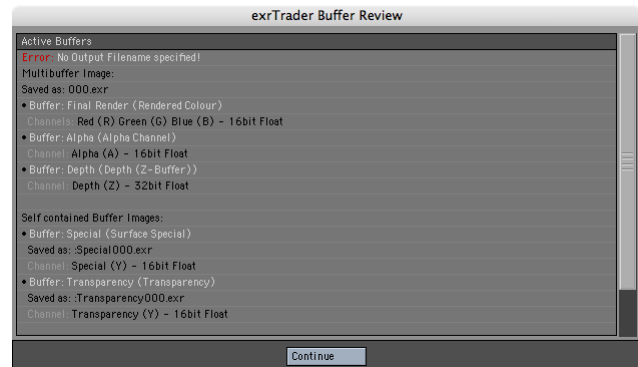 exrTrader Buffer Review
Active Buffers
Error: No Output Filename specified!
Multibuffer Image:
Saved as: 000.exr
• Buffer: Final Render (Rendered Colour)
Channels: Red (R) Green (G) Blue (B) - 16bit Float
• Buffer: Alpha (Alpha Channel)
Channel: Alpha (A) - 16bit Float
• Buffer: Depth (Depth (Z-Buffer))
Channel: Depth (Z) - 32bit Float
Self contained Buffer Images:
• Buffer: Special (Surface Special)
Saved as: :Special000.exr
Channel: Special (Y) - 16bit Float
• Buffer: Transparency (Transparency)
Saved as: :Transparency000.exr
Channel: Transparency (Y) - 16bit Float
Continue